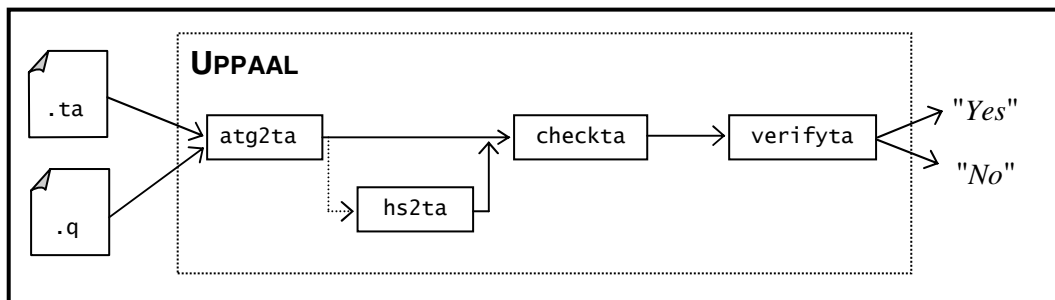 UPPAAL
.ta
atg2ta
checkta
verifyta
"Yes"
"No"
hs2ta
.q